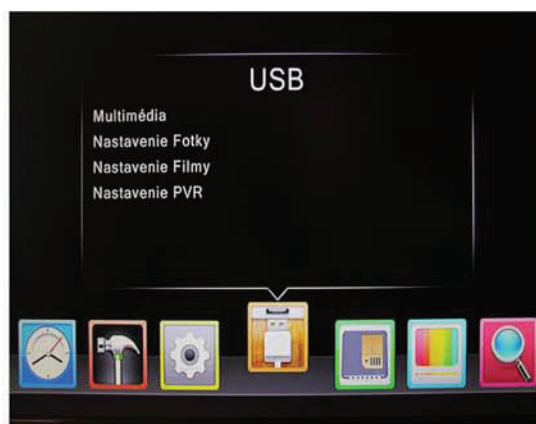 USB
Multimédia
Nastavenie Fotky
Nastavenie Filmy
Nastavenie PVR